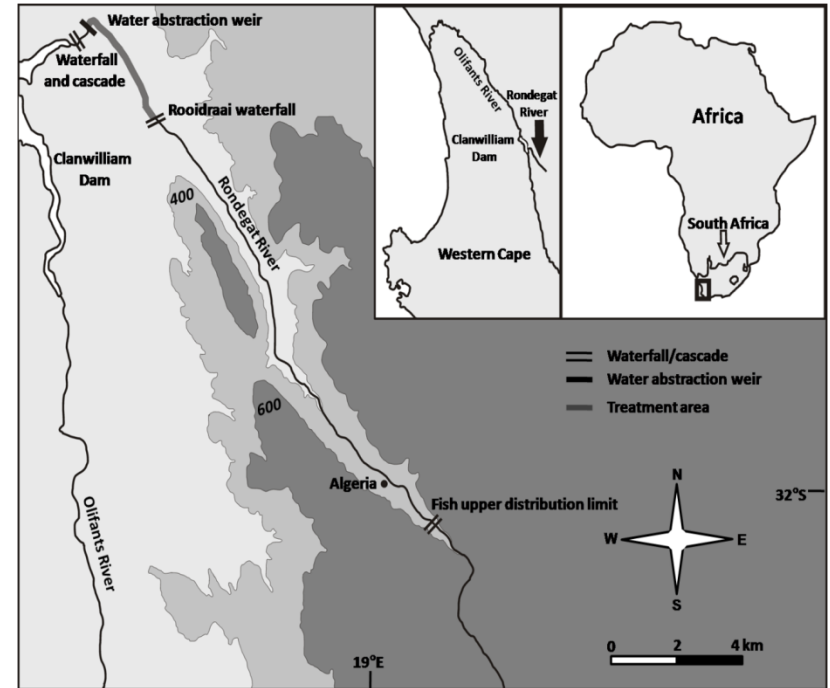 Water abstraction weir
Waterfall
and cascade
Rooidraai waterfall
Clanwilliam
Dam
400
Rondegat River
600
Algeria
Fish upper distribution limit
Olifants River
19°E
32°S
Olifants River
Rondegat
River
Clanwilliam
Dam
Western Cape
Africa
South Africa
Waterfall/cascade
Water abstraction weir
Treatment area
N
W
E
S
0 2 4 km